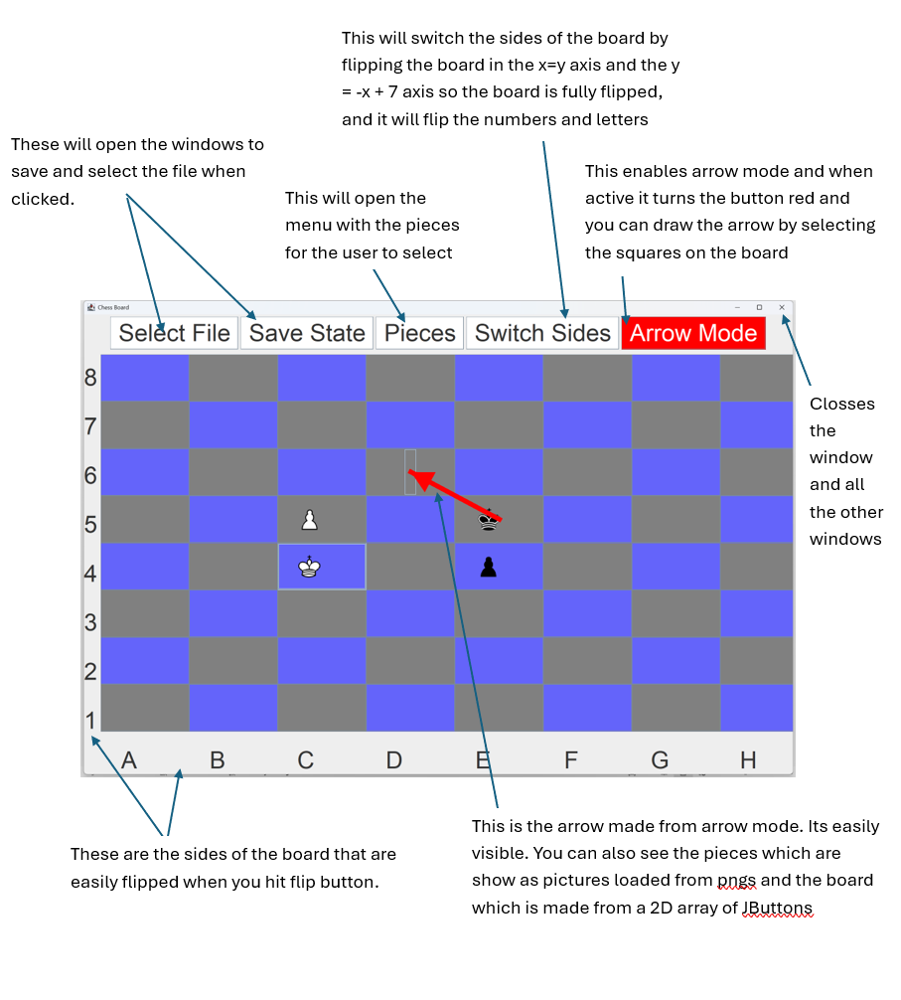 This will switch the sides of the board by
flipping the board in the x=y axis and the y
= -x + 7 axis so the board is fully flipped,
and it will flip the numbers and letters
These will open the windows to
save and select the file when
clicked.
This will open the
menu with the pieces
for the user to select
This enables arrow mode and when
active it turns the button red and
you can draw the arrow by selecting
the squares on the board
Chess Board
Select File Save State Pieces Switch Sides Arrow Mode
8
7
6
5
4
3
2
1
A B C D E F G H
Closses
the
window
and all
the other
windows
These are the sides of the board that are
easily flipped when you hit flip button.
This is the arrow made from arrow mode. Its easily
visible. You can also see the pieces which are
show as pictures loaded from pngs and the board
which is made from a 2D array of JButtons